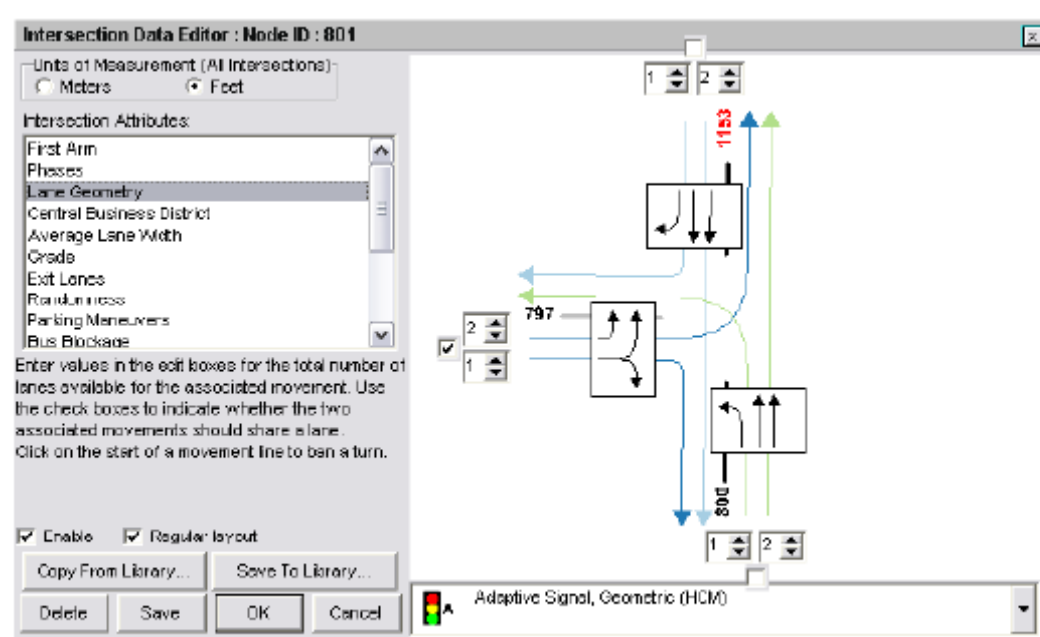 Intersection Data Editor : Node ID : 801
Units of Measurement (All Intersections)
Meters
Feet
Intersection Attributes:
First Arm
Phases
Lane Geometry
Central Business District
Average Lane Width
Grade
Exit Lanes
Randomness
Parking Maneuvers
Bus Blockage
Enter values in the edit boxes for the total number of
lanes available for the associated movement. Use
the check boxes to indicate whether the two
associated movements should share a lane.
Click on the start of a movement line to ban a turn.
Enable
Regular layout
Copy From Library...
Save To Library...
Delete
Save
OK
Cancel
1
2
1153
797
2
1
800
1
2
A
Adaptive Signal, Geometric (HCM)